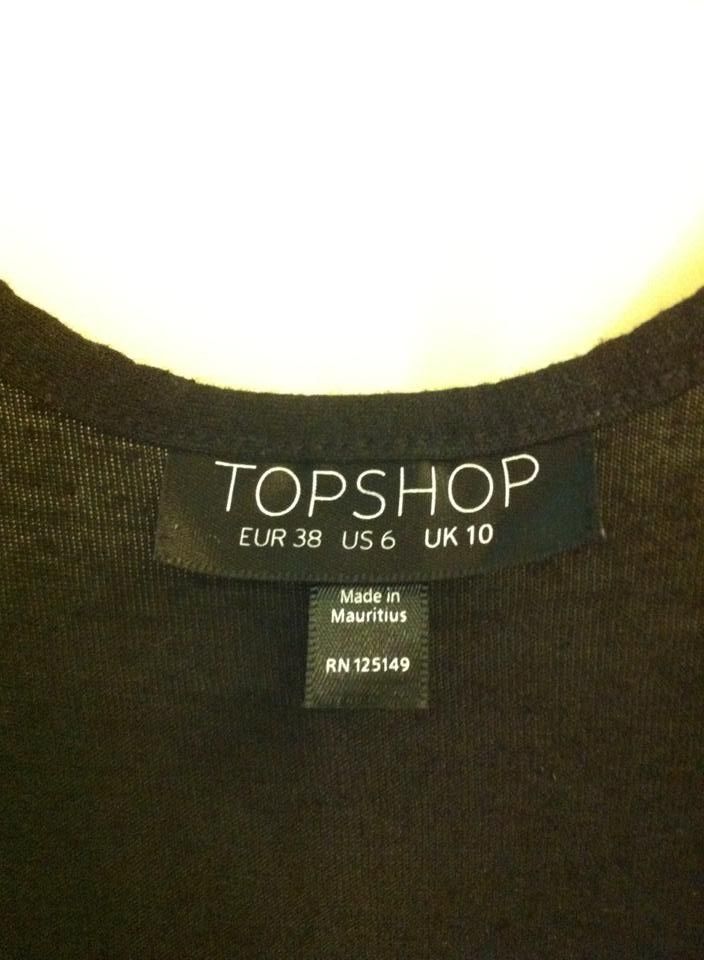 TOPSHOP
EUR 38 US 6 UK 10
Made in
Mauritius
RN 125149